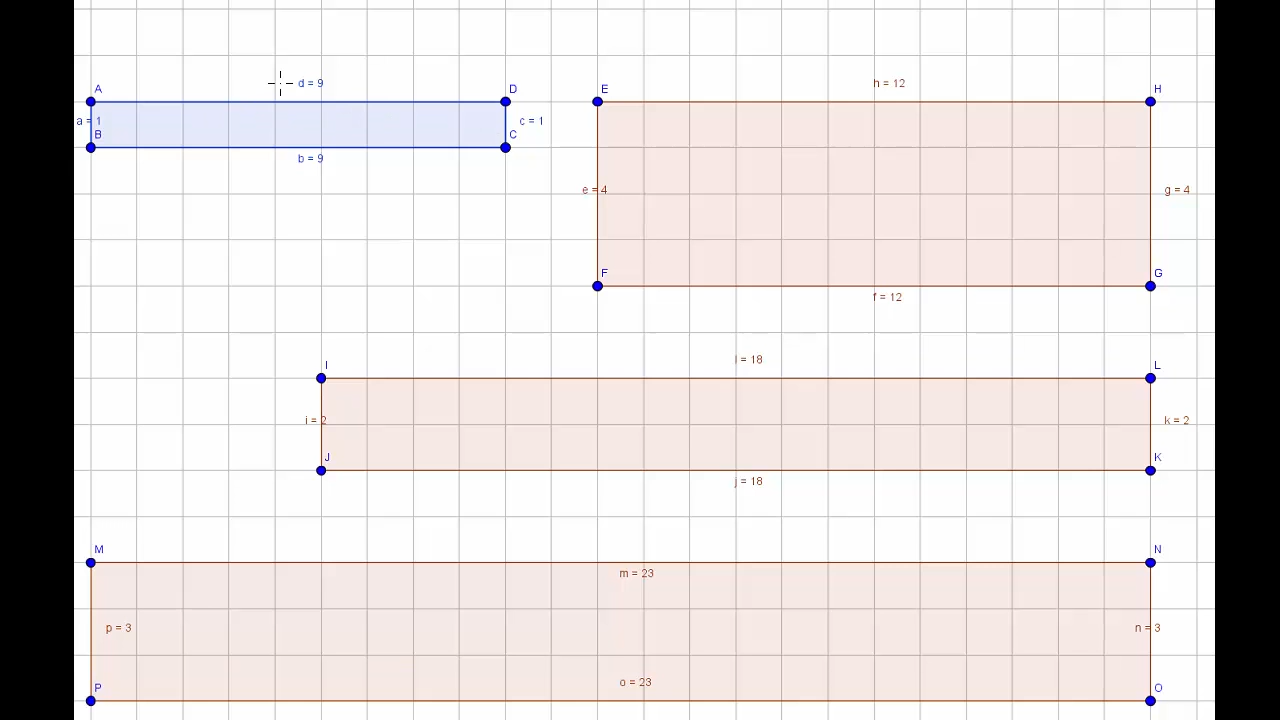 d = 9
h = 12
A
D
E
H
a = 1
c = 1
B
C
b = 9
e = 4
g = 4
F
G
f = 12
l = 18
I
L
i = 2
k = 2
J
K
j = 18
M
N
m = 23
p = 3
n = 3
o = 23
P
O